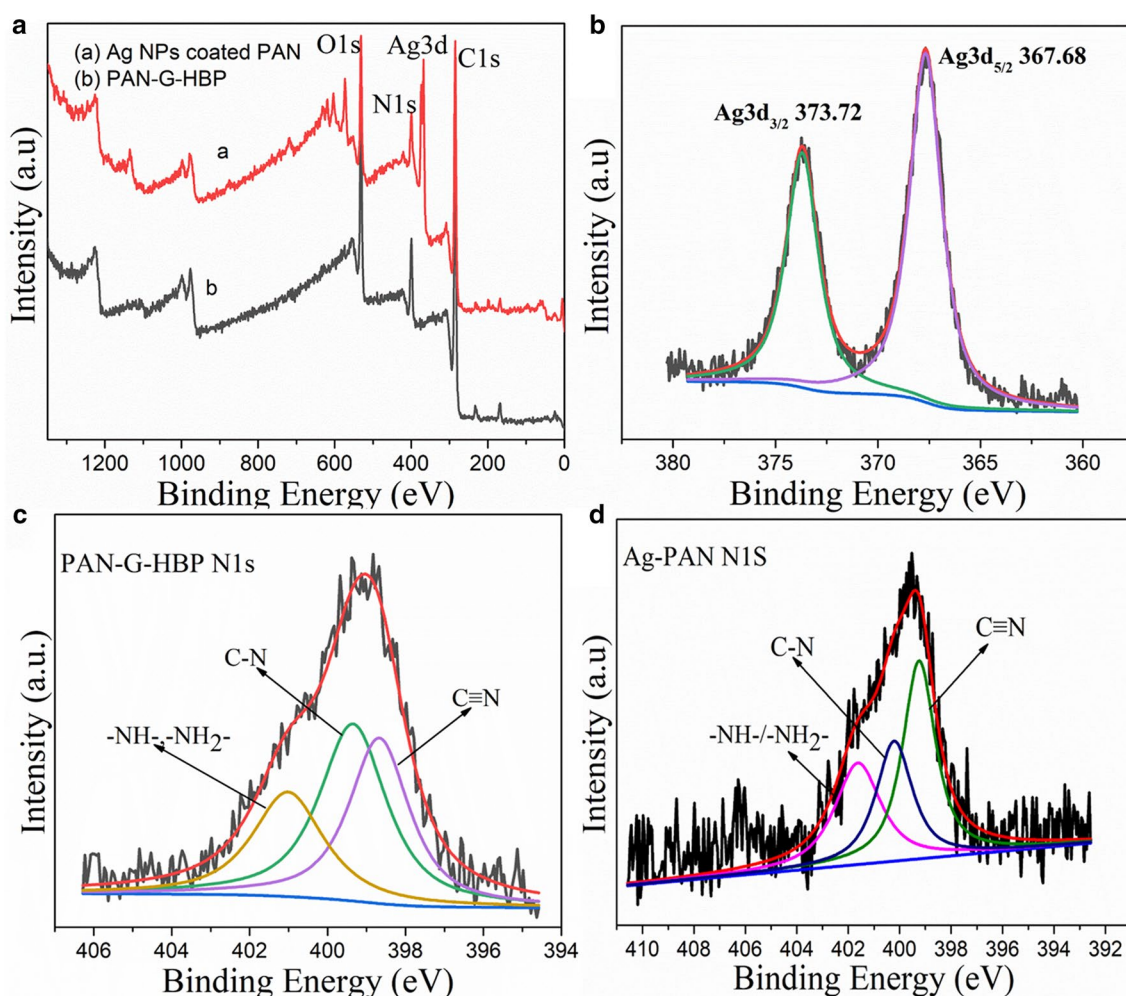 a
(a) Ag NPs coated PAN
(b) PAN-G-HBP
O1s
Ag3d
C1s
N1s
a
b
Intensity (a.u)
1200 1000 800 600 400 200 0
Binding Energy (eV)
b
Ag3d5/2 367.68
Ag3d3/2 373.72
Intensity (a.u)
380 375 370 365 360
Binding Energy (eV)
c
PAN-G-HBP N1s
C-N
C≡N
-NH-,-NH2-
Intensity (a.u.)
406 404 402 400 398 396 394
Binding Energy (eV)
d
Ag-PAN N1S
C≡N
C-N
-NH-/-NH2-
Intensity (a.u.)
410 408 406 404 402 400 398 396 394 392
Binding Energy (eV)